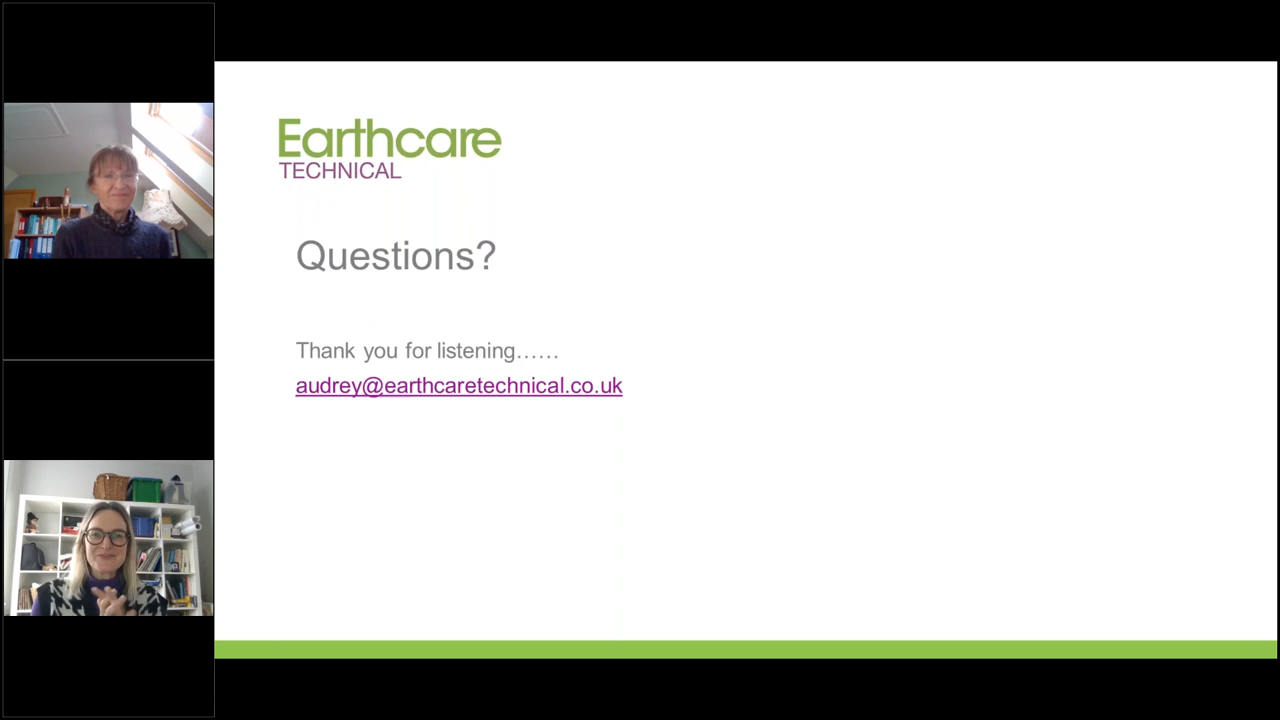 Earthcare
TECHNICAL
Questions?
Thank you for listening……
audrey@earthcaretechnical.co.uk